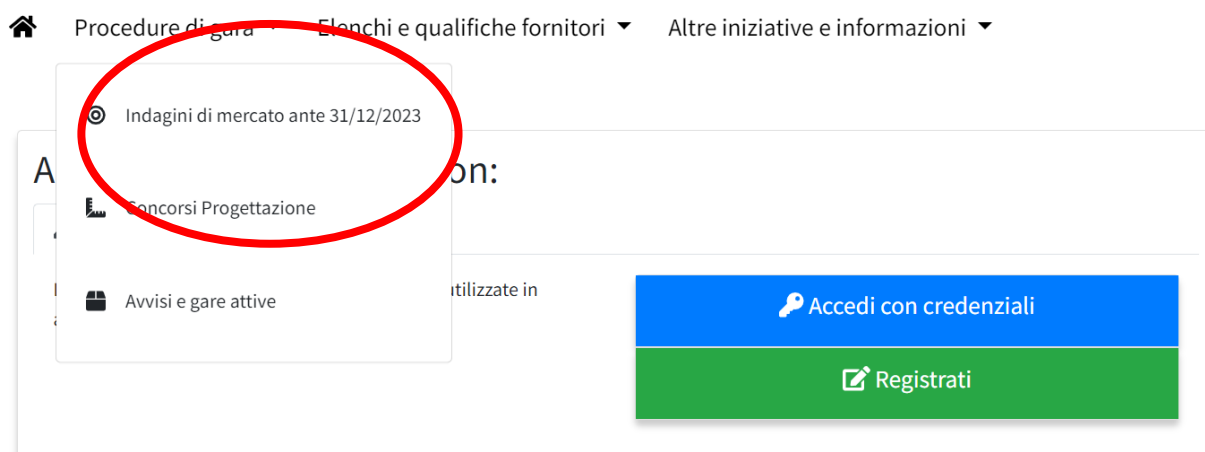 Procedure di gara Elenchi e qualifiche fornitori Altre iniziative e informazioni
Indagini di mercato ante 31/12/2023
A on:
Concorsi Progettazione
Avvisi e gare attive
utilizzate in
Accedi con credenziali
Registrati